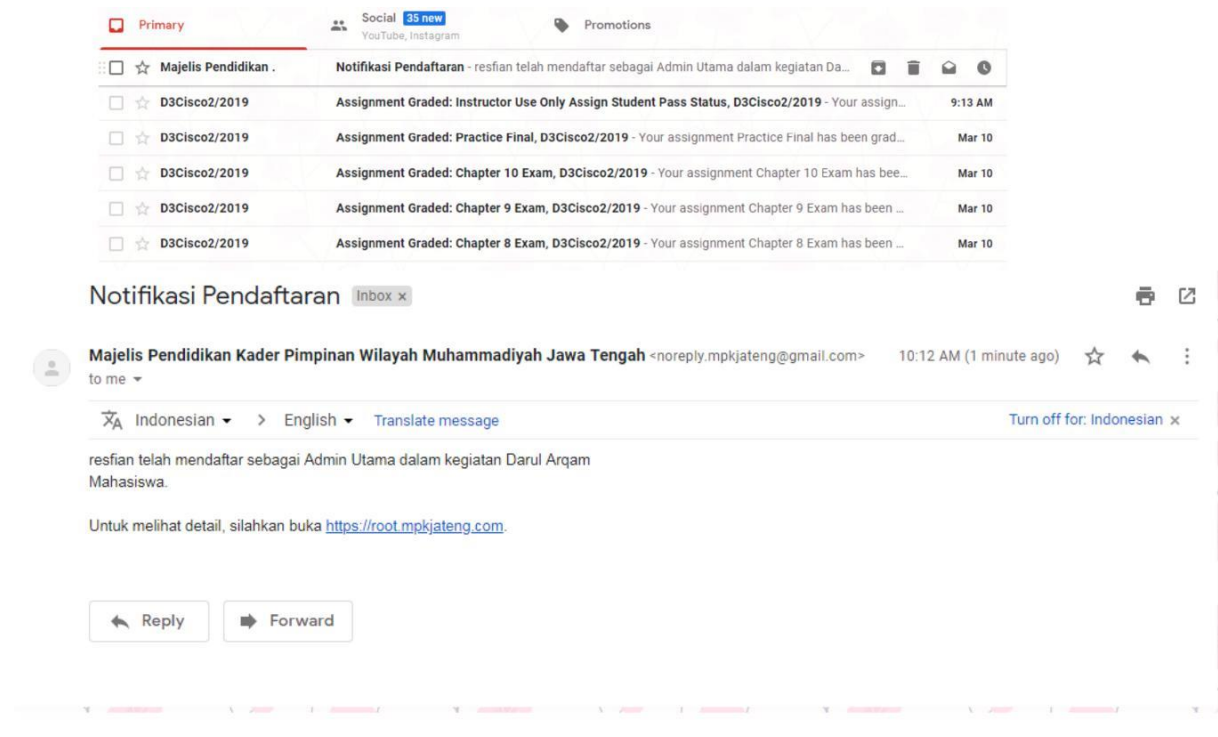 Primary
Social 35 new
YouTube, Instagram
Promotions
Majelis Pendidikan . Notifikasi Pendaftaran - resfian telah mendaftar sebagai Admin Utama dalam kegiatan Da...
D3Cisco2/2019 Assignment Graded: Instructor Use Only Assign Student Pass Status, D3Cisco2/2019 - Your assign... 9:13 AM
D3Cisco2/2019 Assignment Graded: Practice Final, D3Cisco2/2019 - Your assignment Practice Final has been grad... Mar 10
D3Cisco2/2019 Assignment Graded: Chapter 10 Exam, D3Cisco2/2019 - Your assignment Chapter 10 Exam has bee... Mar 10
D3Cisco2/2019 Assignment Graded: Chapter 9 Exam, D3Cisco2/2019 - Your assignment Chapter 9 Exam has been ... Mar 10
D3Cisco2/2019 Assignment Graded: Chapter 8 Exam, D3Cisco2/2019 - Your assignment Chapter 8 Exam has been ... Mar 10
Notifikasi Pendaftaran Inbox x
Majelis Pendidikan Kader Pimpinan Wilayah Muhammadiyah Jawa Tengah <noreply.mpkjateng@gmail.com> 10:12 AM (1 minute ago)
to me
Indonesian > English Translate message Turn off for: Indonesian x
resfian telah mendaftar sebagai Admin Utama dalam kegiatan Darul Arqam
Mahasiswa.
Untuk melihat detail, silahkan buka https://root.mpkjateng.com.
Reply Forward